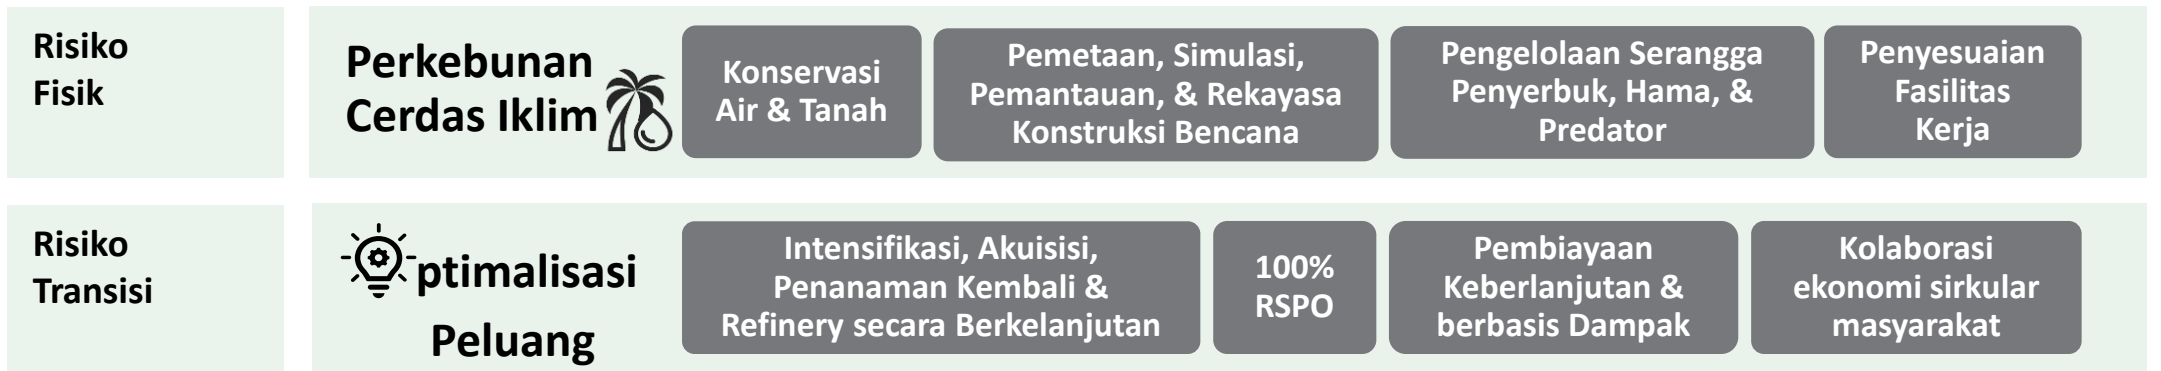 Risiko
Fisik
Perkebunan
Cerdas Iklim
Konservasi
Air & Tanah
Pemetaan, Simulasi,
Pemantauan, & Rekayasa
Konstruksi Bencana
Pengelolaan Serangga
Penyerbuk, Hama, &
Predator
Penyesuaian
Fasilitas
Kerja
Risiko
Transisi
ptimalisasi
Peluang
Intensifikasi, Akuisisi,
Penanaman Kembali &
Refinery secara Berkelanjutan
100%
RSPO
Pembiayaan
Keberlanjutan &
berbasis Dampak
Kolaborasi
ekonomi sirkular
masyarakat